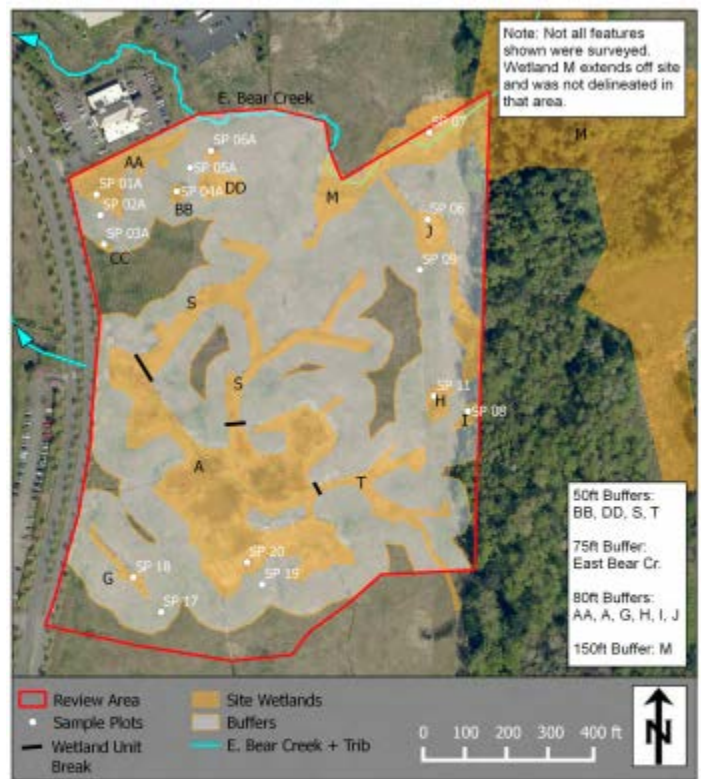 Note: Not all features
shown were surveyed.
Wetland M extends off site
and was not delineated in
that area.
E. Bear Creek
SP 07
M
SP 06A
AA
SP 05A
DD
SP 01A
SP 04A
M
BB
SP 02A
SP 06
J
SP 03A
CC
SP 09
S
S
SP 11
H
SP 08
I
A
T
50ft Buffers:
BB, DD, S, T
75ft Buffer:
East Bear Cr.
80ft Buffers:
AA, A, G, H, I, J
150ft Buffer: M
SP 20
G
SP 18
SP 19
SP 17
Review Area
Sample Plots
Wetland Unit
Break
Site Wetlands
Buffers
E. Bear Creek + Trib
0 100 200 300 400 ft
N